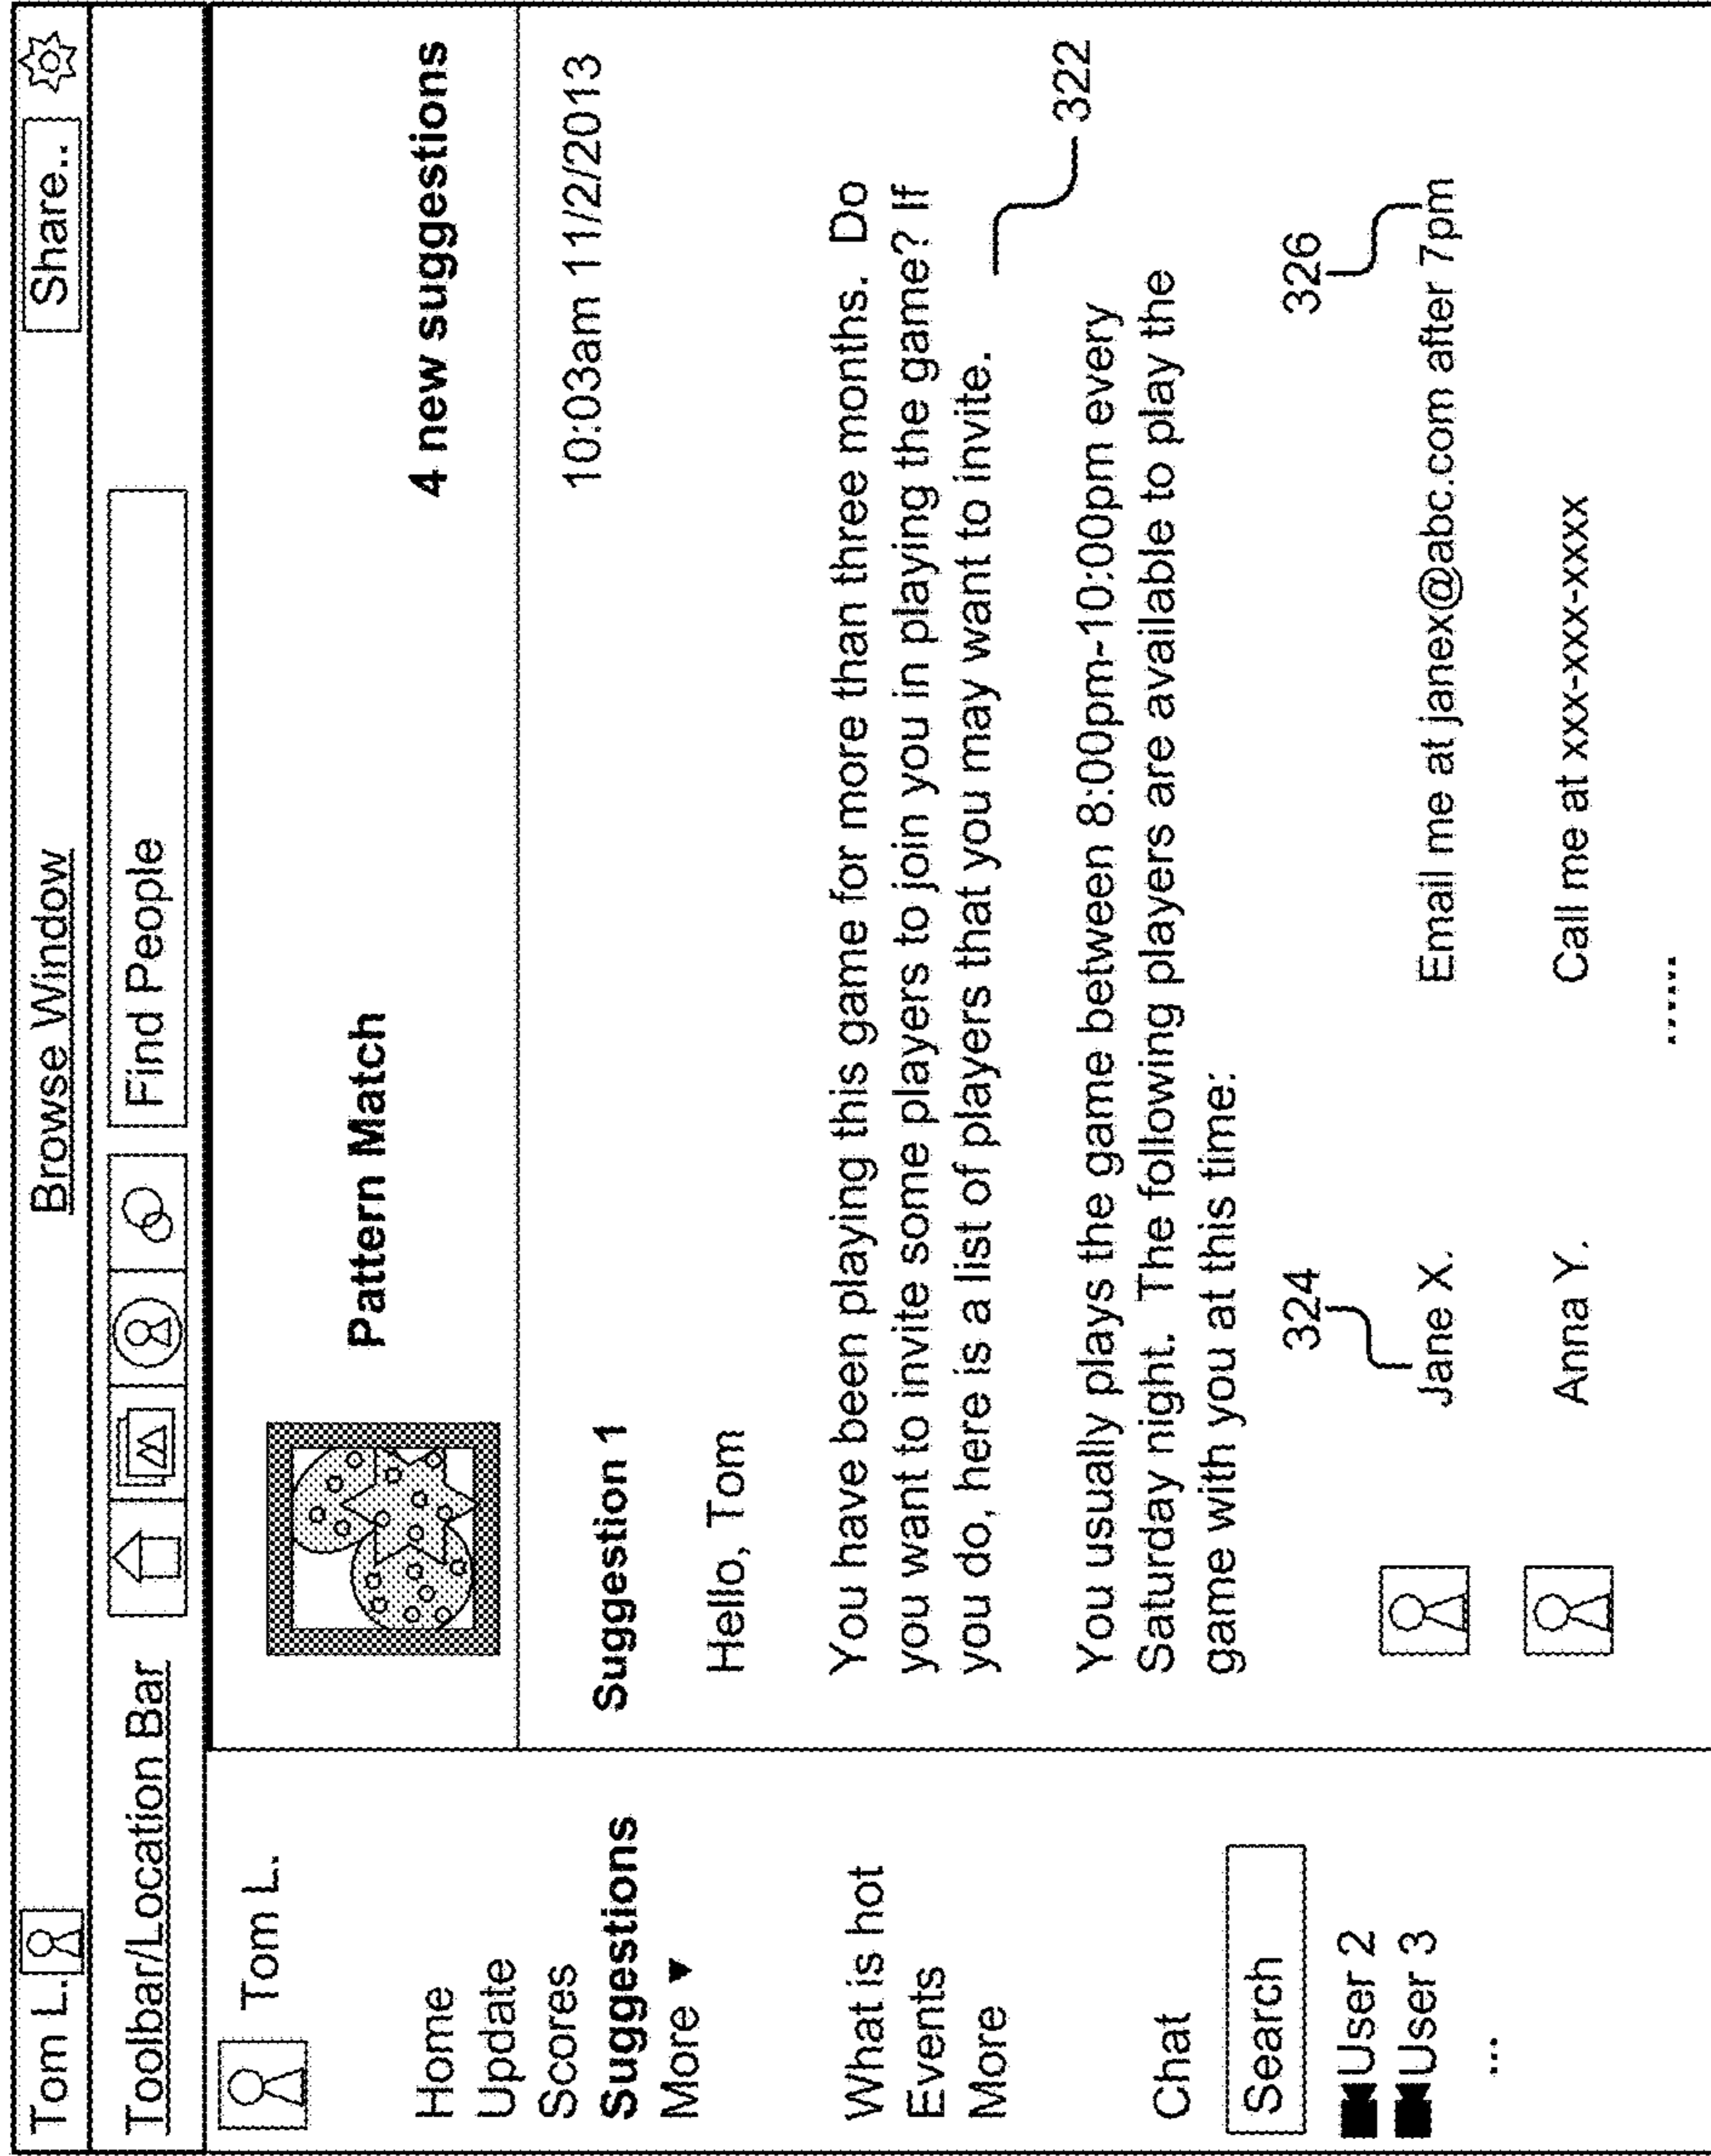 Tom L.
Browse Window
Share..
Toolbar/Location Bar
Find People
Tom L.
Home
Update
Scores
Suggestions
More ▼
What is hot
Events
More
Chat
Search
User 2
User 3
...
Pattern Match
4 new suggestions
Suggestion 1
10:03am 11/2/2013
Hello, Tom
You have been playing this game for more than three months. Do
you want to invite some players to join you in playing the game? If
you do, here is a list of players that you may want to invite.
322
You usually plays the game between 8:00pm-10:00pm every
Saturday night. The following players are available to play the
game with you at this time:
324
326
Jane X.
Email me at janex@abc.com after 7pm
Anna Y.
Call me at xxx-xxx-xxx
.....